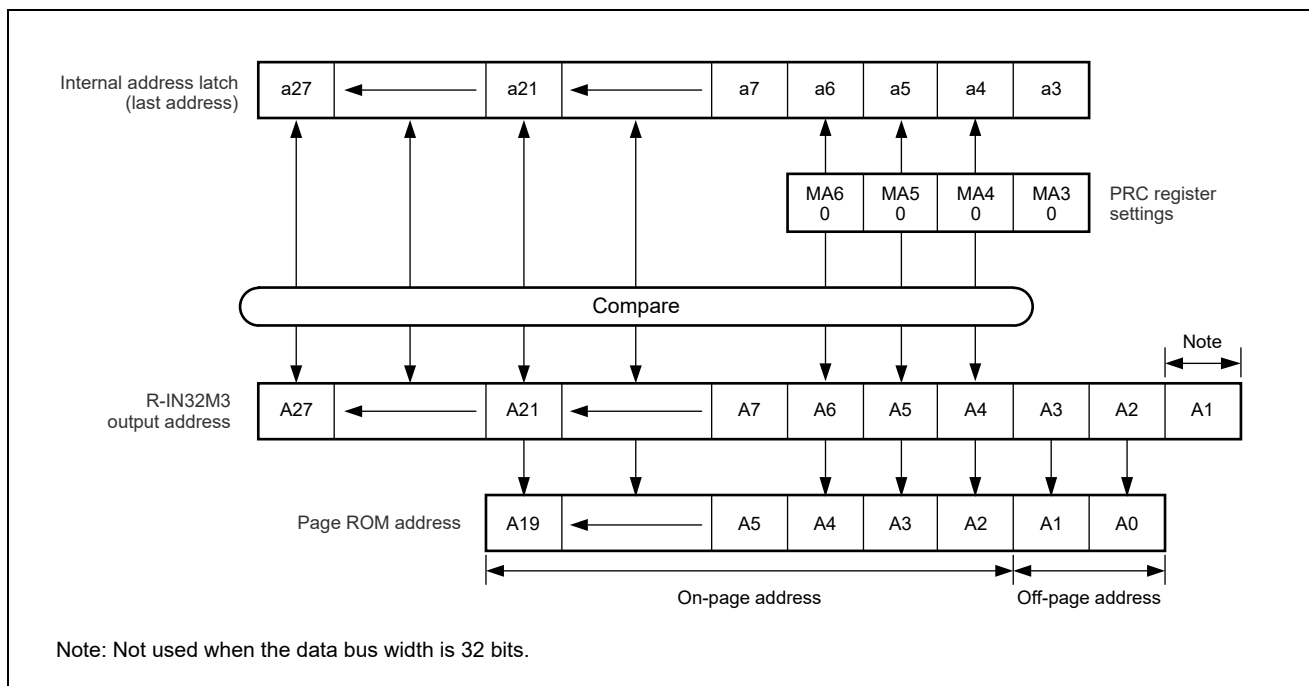 Internal address latch
(last address)
a27 a21 a7 a6 a5 a4 a3
MA6 MA5 MA4 MA3
0 0 0 0
PRC register
settings
Compare
Note
R-IN32M3
output address
A27 A21 A7 A6 A5 A4 A3 A2 A1
Page ROM address
A19 A5 A4 A3 A2 A1 A0
On-page address
Off-page address
Note: Not used when the data bus width is 32 bits.